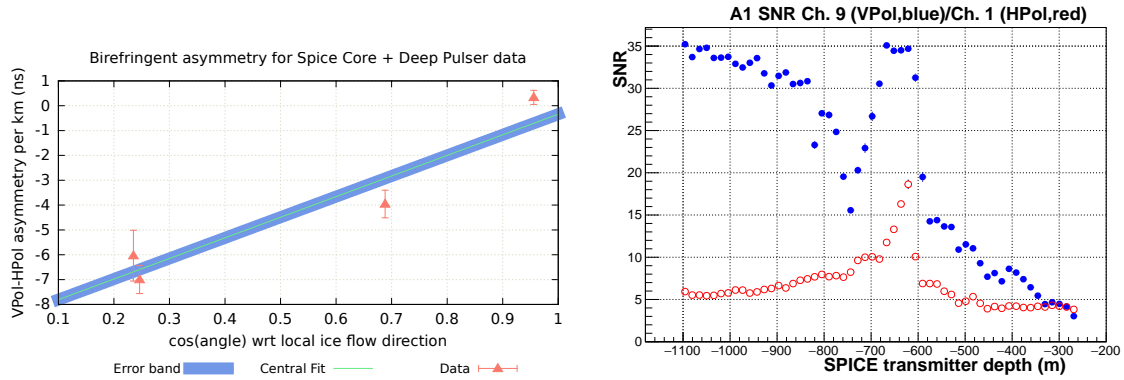 Birefringent asymmetry for Spice Core + Deep Pulser data
VPol-HPol asymmetry per km (ns)
1
0
-1
-2
-3
-4
-5
-6
-7
-8
0.1 0.2 0.3 0.4 0.5 0.6 0.7 0.8 0.9 1
cos(angle) wrt local ice flow direction
Error band Central Fit Data
A1 SNR Ch. 9 (VPol,blue)/Ch. 1 (HPol,red)
SNR
35
30
25
20
15
10
5
0
−1100 −1000 −900 −800 −700 −600 −500 −400 −300 −200
SPICE transmitter depth (m)